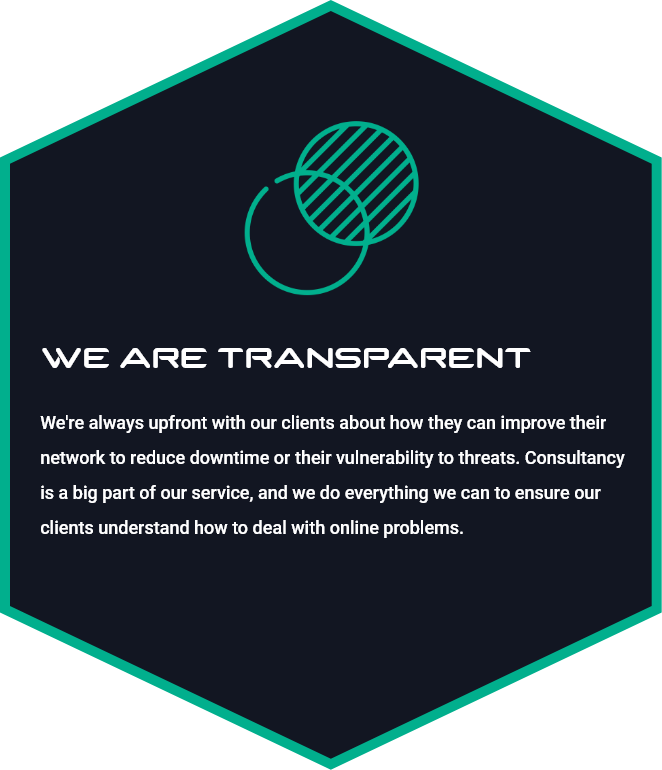 WE ARE TRANSPARENT
We're always upfront with our clients about how they can improve their
network to reduce downtime or their vulnerability to threats. Consultancy
is a big part of our service, and we do everything we can to ensure our
clients understand how to deal with online problems.